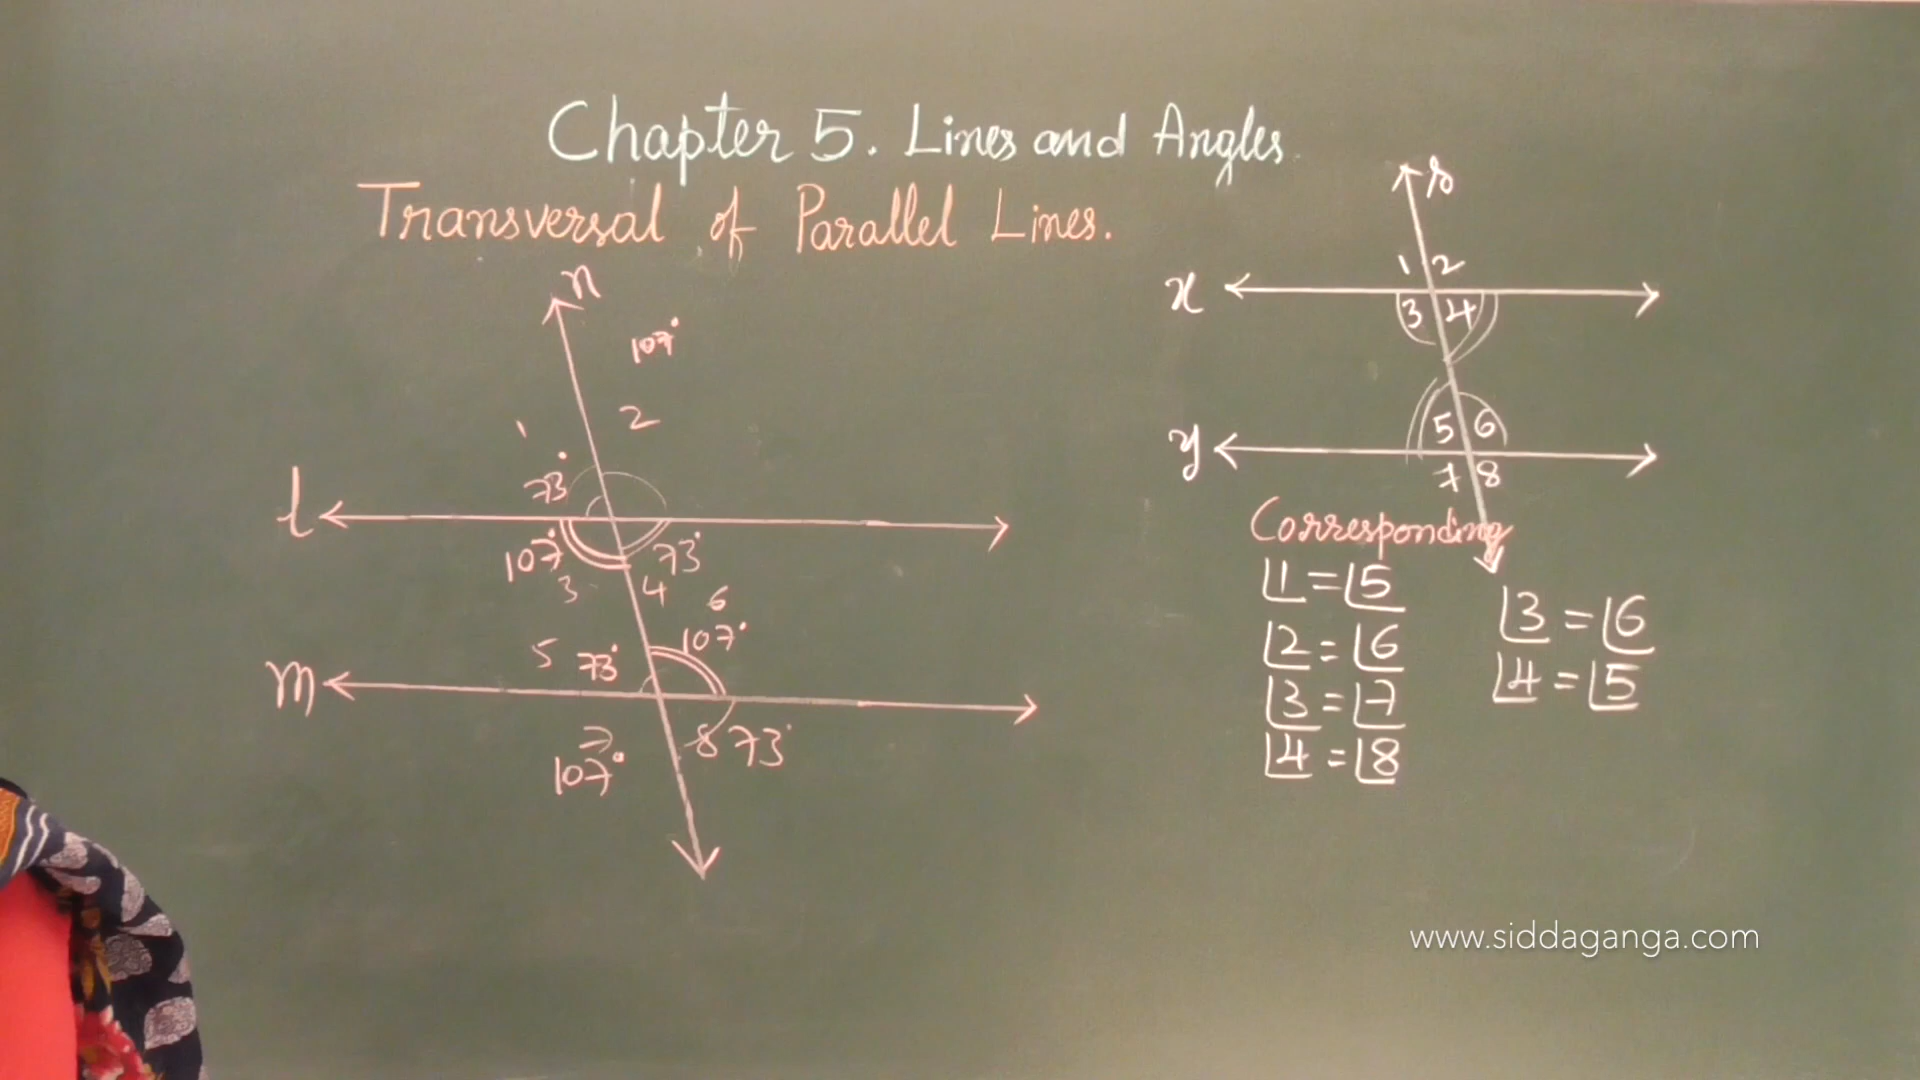 Chapter 5. Lines and Angles
Transversal of Parallel Lines.
n
107°
1
2
73°
l
107° 73°
3 4
6
107°
5 73°
m
7 8 73°
107°
1 2
x
3 4
5 6
y
7 8
Corresponding
∠1 = ∠5
∠2 = ∠6
∠3 = ∠7
∠4 = ∠8
∠3 = ∠6
∠4 = ∠5
www.siddaganga.com